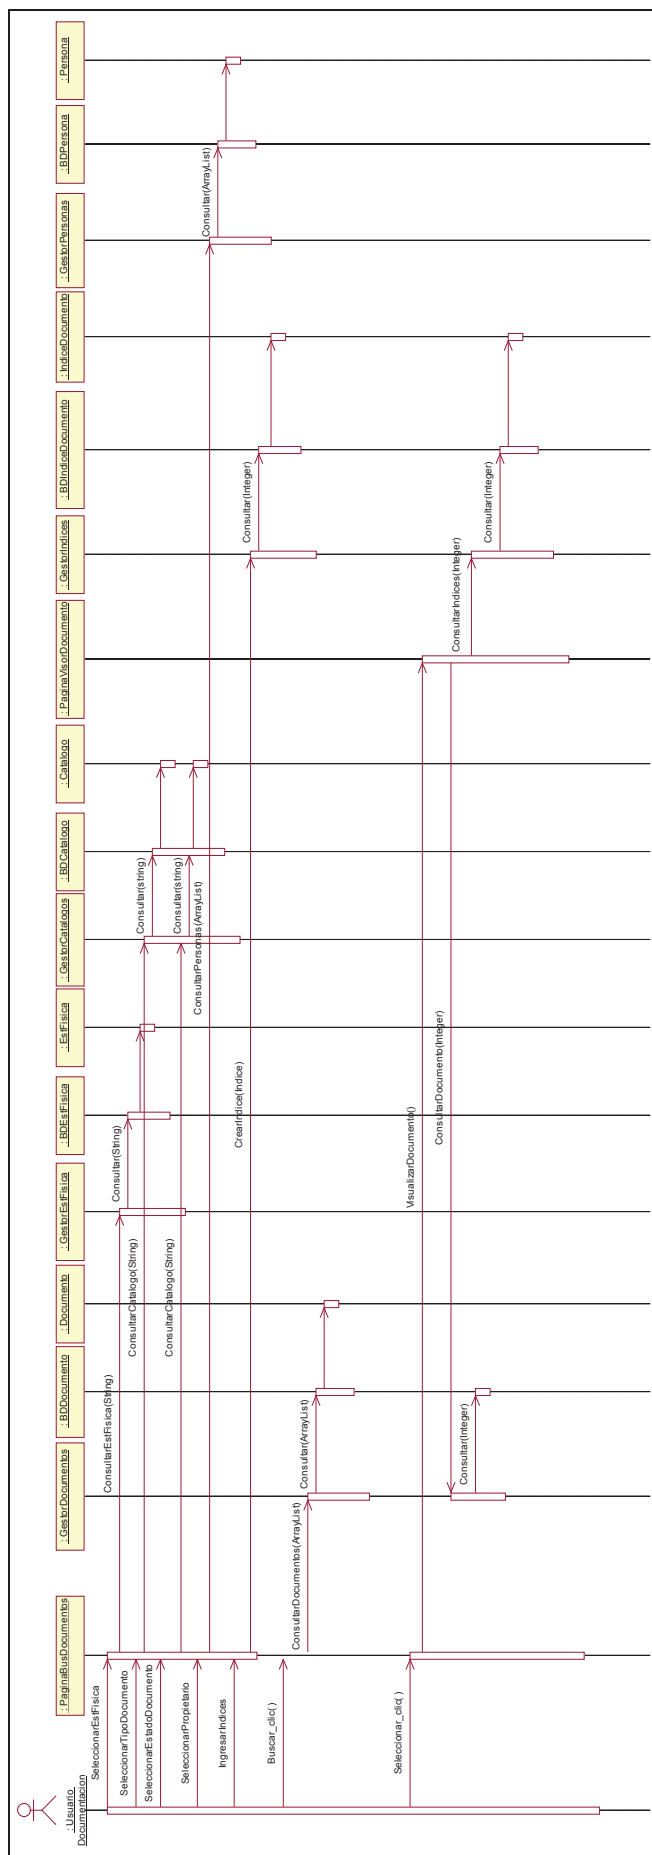 : Usuario
Documentacion
: PaginaBusDocumentos
: GestorDocumentos
: BDDocumento
: Documento
: GestorEstFisica
: BDEstFisica
: EstFisica
: GestorCatalogos
: BDCatalogo
: Catalogo
: PaginaVisorDocumento
: GestorIndices
: BDIndiceDocumento
: IndiceDocumento
: GestorPersonas
: BDPersona
: Persona
SeleccionarEstFisica
ConsultarEstFisica(String)
Consultar(String)
SeleccionarTipoDocumento
ConsultarCatalogo(String)
Consultar(string)
SeleccionarEstadoDocumento
ConsultarCatalogo(String)
Consultar(string)
SeleccionarPropietario
ConsultarPersonas(ArrayList)
Consultar(ArrayList)
IngresarIndices
CrearIndice(Indice)
Consultar(Integer)
Buscar_clic()
ConsultarDocumentos(ArrayList)
Consultar(ArrayList)
Seleccionar_clic()
VisualizarDocumento()
ConsultarDocumento(Integer)
Consultar(Integer)
ConsultarIndices(Integer)
Consultar(Integer)